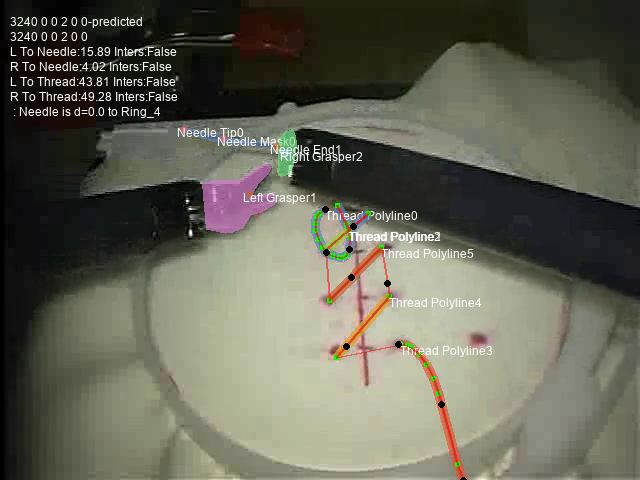 3240 0 0 2 0 0-predicted
3240 0 0 2 0 0
L To Needle:15.89 Inters:False
R To Needle:4.02 Inters:False
L To Thread:43.81 Inters:False
R To Thread:49.28 Inters:False
: Needle is d=0.0 to Ring_4
Needle Tip0
Needle Mask0
Needle End1
Right Grasper2
Left Grasper1
Thread Polyline0
Thread Polyline2
Thread Polyline5
Thread Polyline4
Thread Polyline3